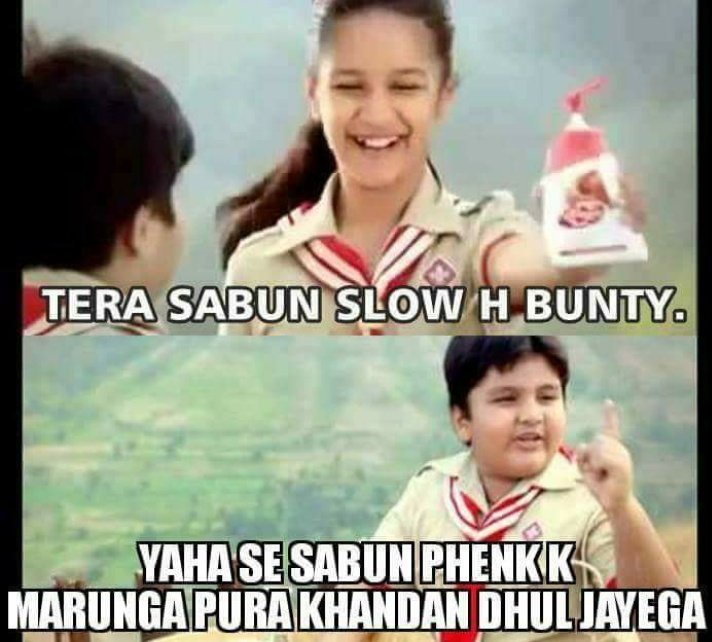 TERA SABUN SLOW H BUNTY.
YAHA SE SABUN PHENK K
MARUNGA PURA KHANDAN DHUL JAYEGA